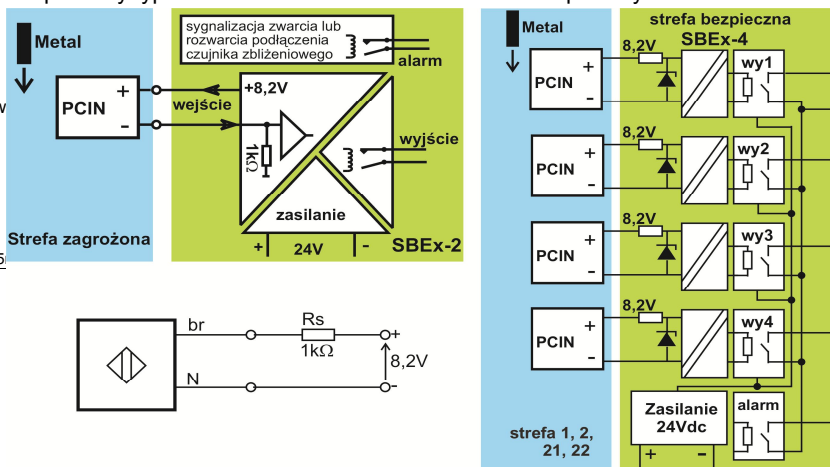 Metal
sygnalizacja zwarcia lub
rozwarcia podłączenia
czujnika zbliżeniowego
alarm
PCIN
+
-
wejście
+8,2V
1kΩ
wyjście
zasilanie
Strefa zagrożona
+
24V
-
SBEx-2
br
Rs
1kΩ
+
8,2V
N
-
Metal
strefa bezpieczna
SBEx-4
PCIN
+
-
8,2V
wy1
PCIN
+
-
8,2V
wy2
PCIN
+
-
8,2V
wy3
PCIN
+
-
8,2V
wy4
Zasilanie
24Vdc
+
-
alarm
strefa 1, 2,
21, 22